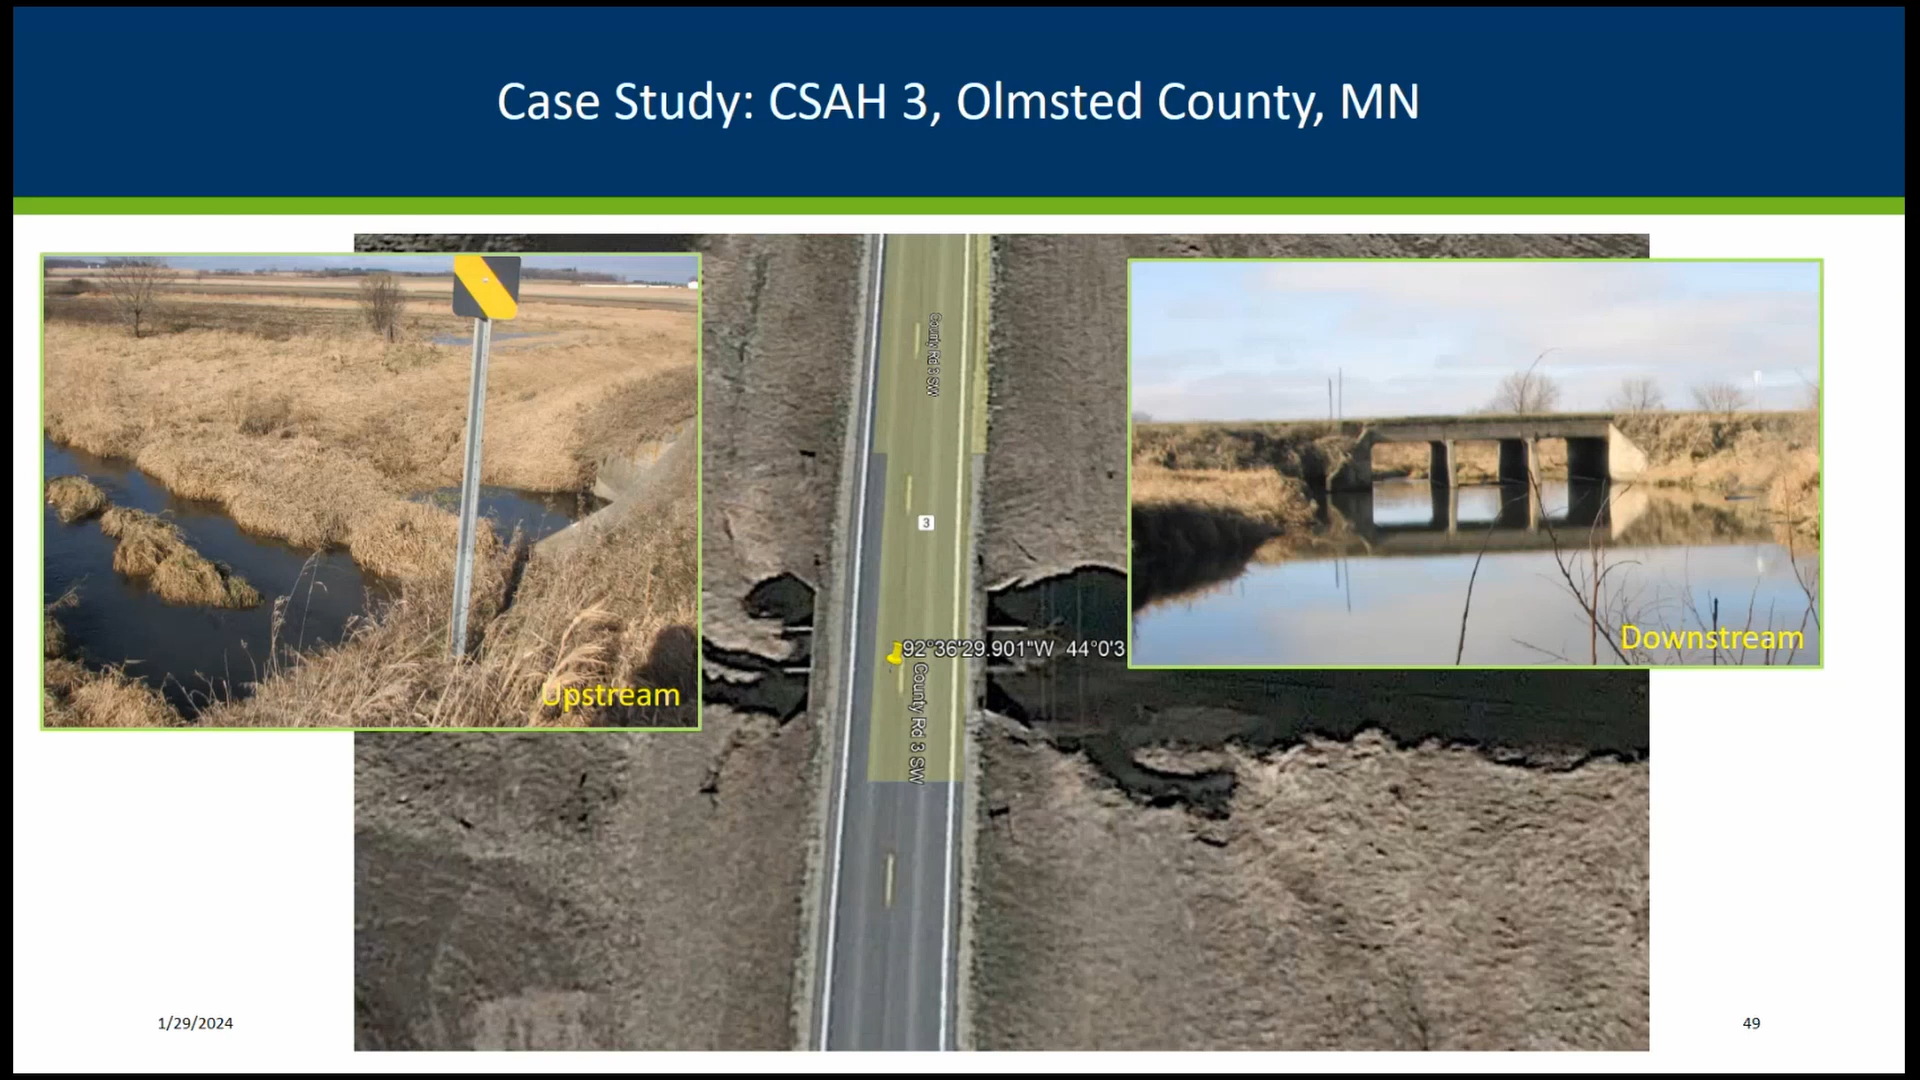 Case Study: CSAH 3, Olmsted County, MN
County Rd 3 SW
3
92°36'29.901"W 44°0'3
County Rd 3 SW
Upstream
Downstream
1/29/2024
49